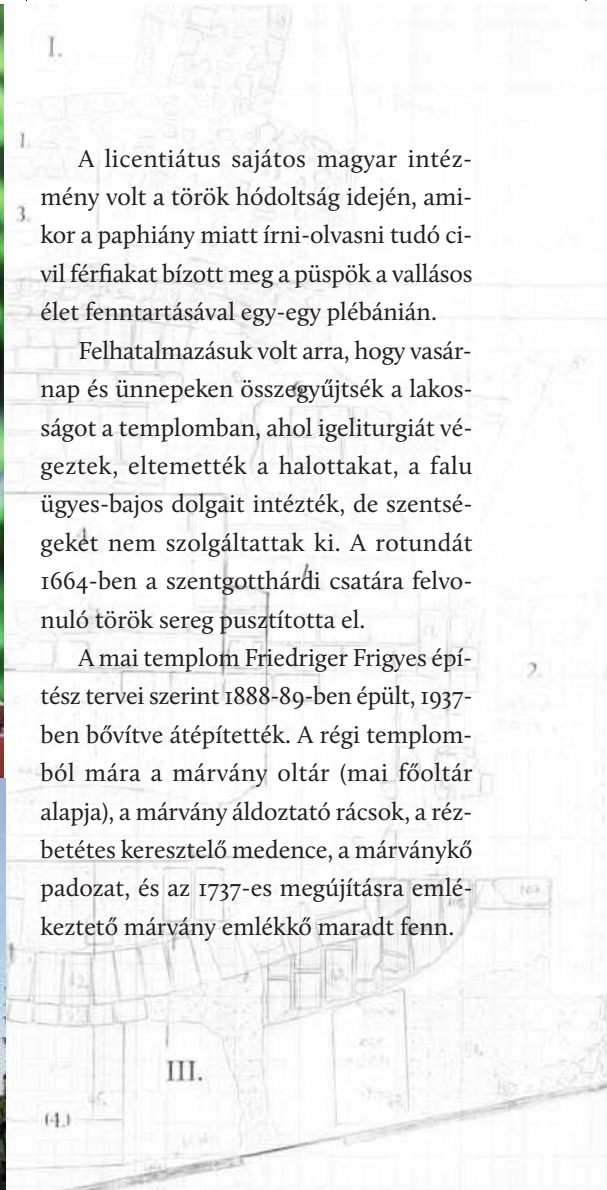 I.
1.
A licentiátus sajátos magyar intéz-
3.
mény volt a török hódoltság idején, ami-
kor a paphiány miatt írni-olvasni tudó ci-
vil férfiakat bízott meg a püspök a vallásos
élet fenntartásával egy-egy plébánián.
Felhatalmazásuk volt arra, hogy vasár-
nap és ünnepeken összegyűjtsék a lakos-
ságot a templomban, ahol igeliturgiát vé-
geztek, eltemették a halottakat, a falu
ügyes-bajos dolgait intézték, de szentsé-
geket nem szolgáltattak ki. A rotundát
1664-ben a szentgotthárdi csatára felvo-
nuló török sereg pusztította el.
A mai templom Friedriger Frigyes épí-
tész tervei szerint 1888-89-ben épült, 1937-
2.
ben bővítve átépítették. A régi templom-
ból mára a márvány oltár (mai főoltár
alapja), a márvány áldoztató rácsok, a réz-
betétes keresztelő medence, a márványkő
padozat, és az 1737-es megújításra emlé-
keztető márvány emlékkő maradt fenn.
III.
(4.)